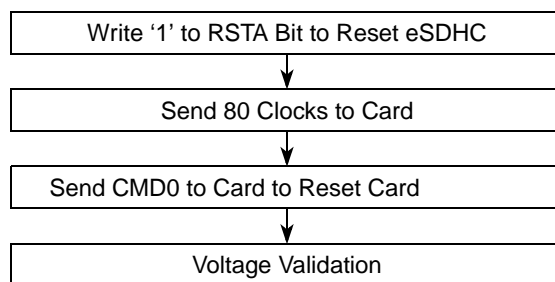 Write ‘1’ to RSTA Bit to Reset eSDHC
Send 80 Clocks to Card
Send CMD0 to Card to Reset Card
Voltage Validation